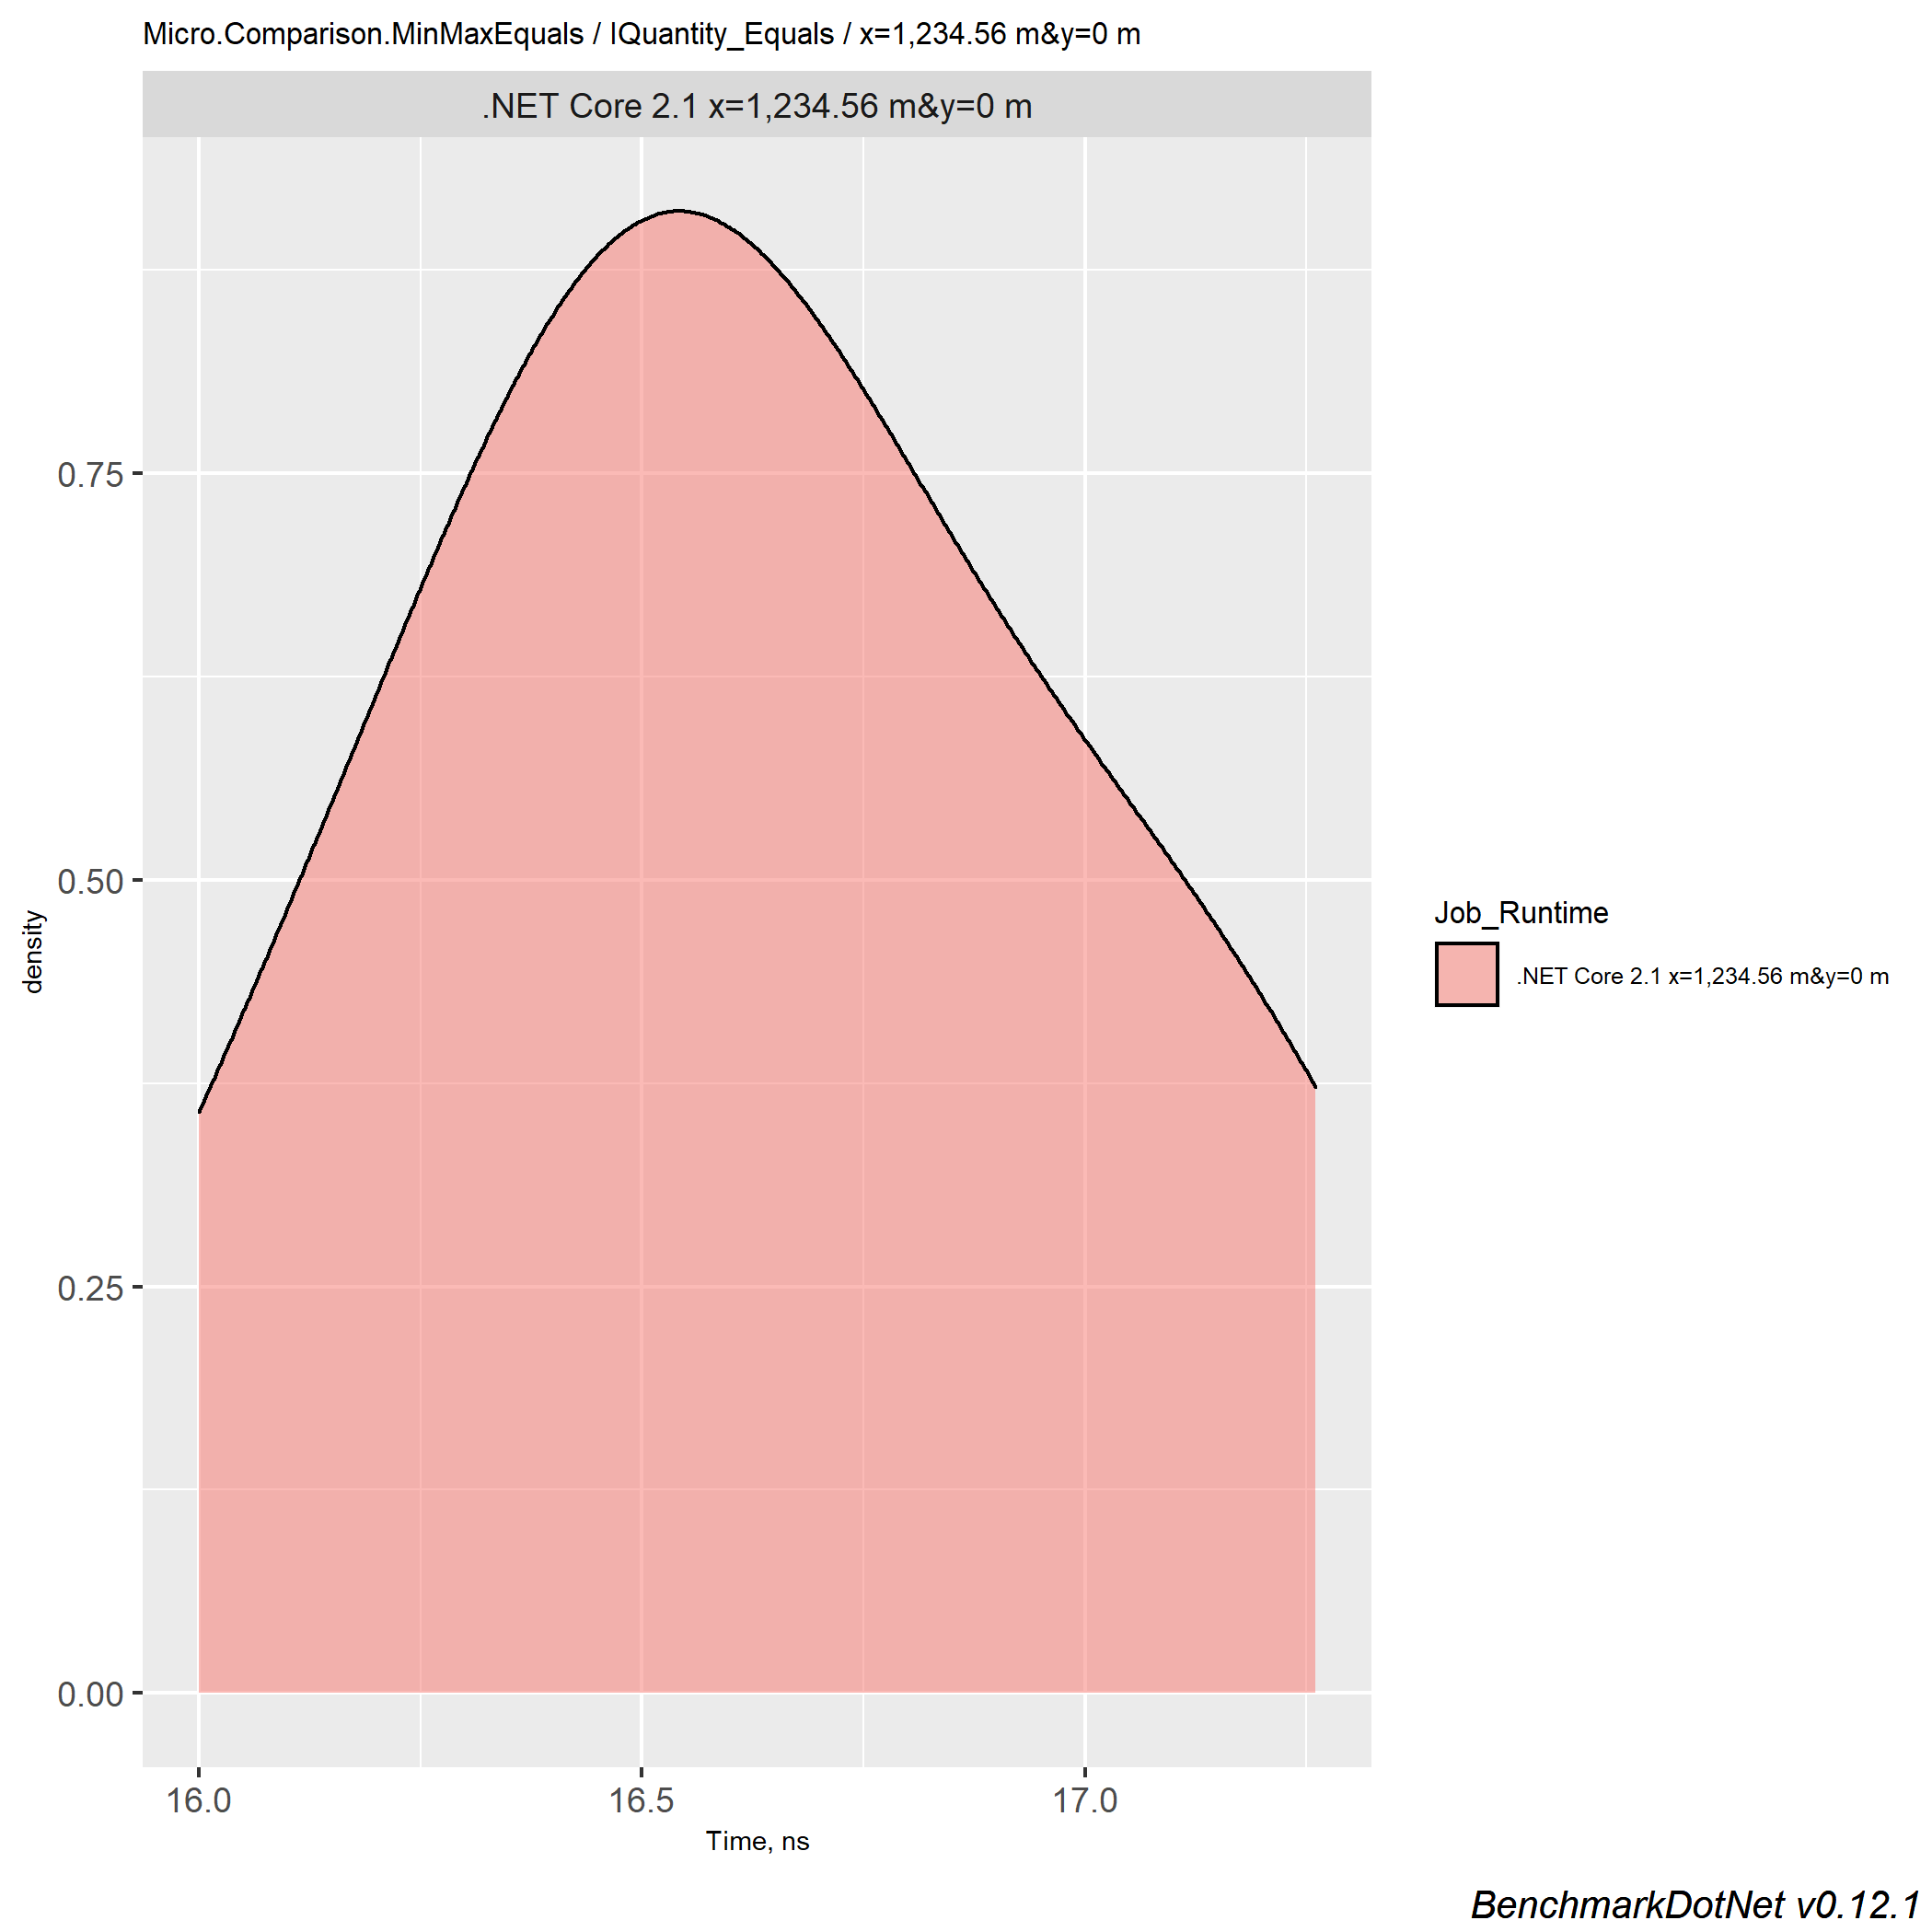 Micro.Comparison.MinMaxEquals / IQuantity_Equals / x=1,234.56 m&y=0 m
.NET Core 2.1 x=1,234.56 m&y=0 m
0.75
0.50
0.25
0.00
density
16.0
16.5
17.0
Time, ns
Job_Runtime
.NET Core 2.1 x=1,234.56 m&y=0 m
BenchmarkDotNet v0.12.1